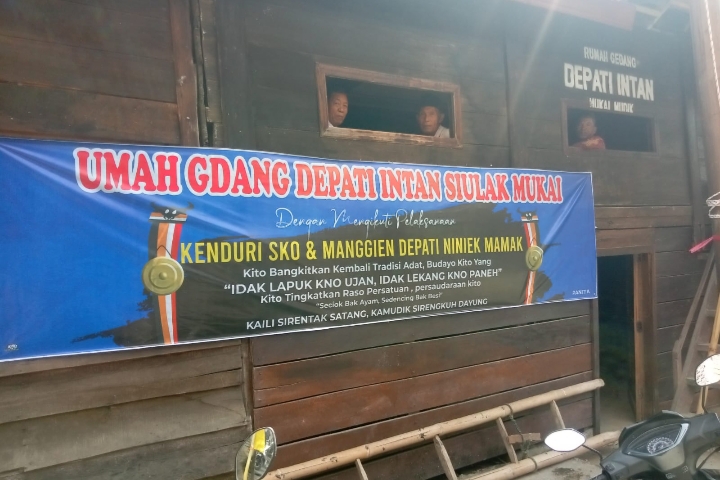 RUMAH GEDANG
DEPATI INTAN
MUKAI MUDIK
UMAH GDANG DEPATI INTAN SIULAK MUKAI
Dengan Mengikuti Pelaksanaan
KENDURI SKO & MANGGIEN DEPATI NINIEK MAMAK
Kito Bangkitkan Kembali Tradisi Adat, Budayo Kito Yang
"IDAK LAPUK KNO UJAN, IDAK LEKANG KNO PANEH"
Kito Tingkatkan Raso Persatuan , persaudaraan kito
"Seciok Bak Ayam, Sedencing Bak Besi"
KAILI SIRENTAK SATANG, KAMUDIK SIRENGKUH DAYUNG